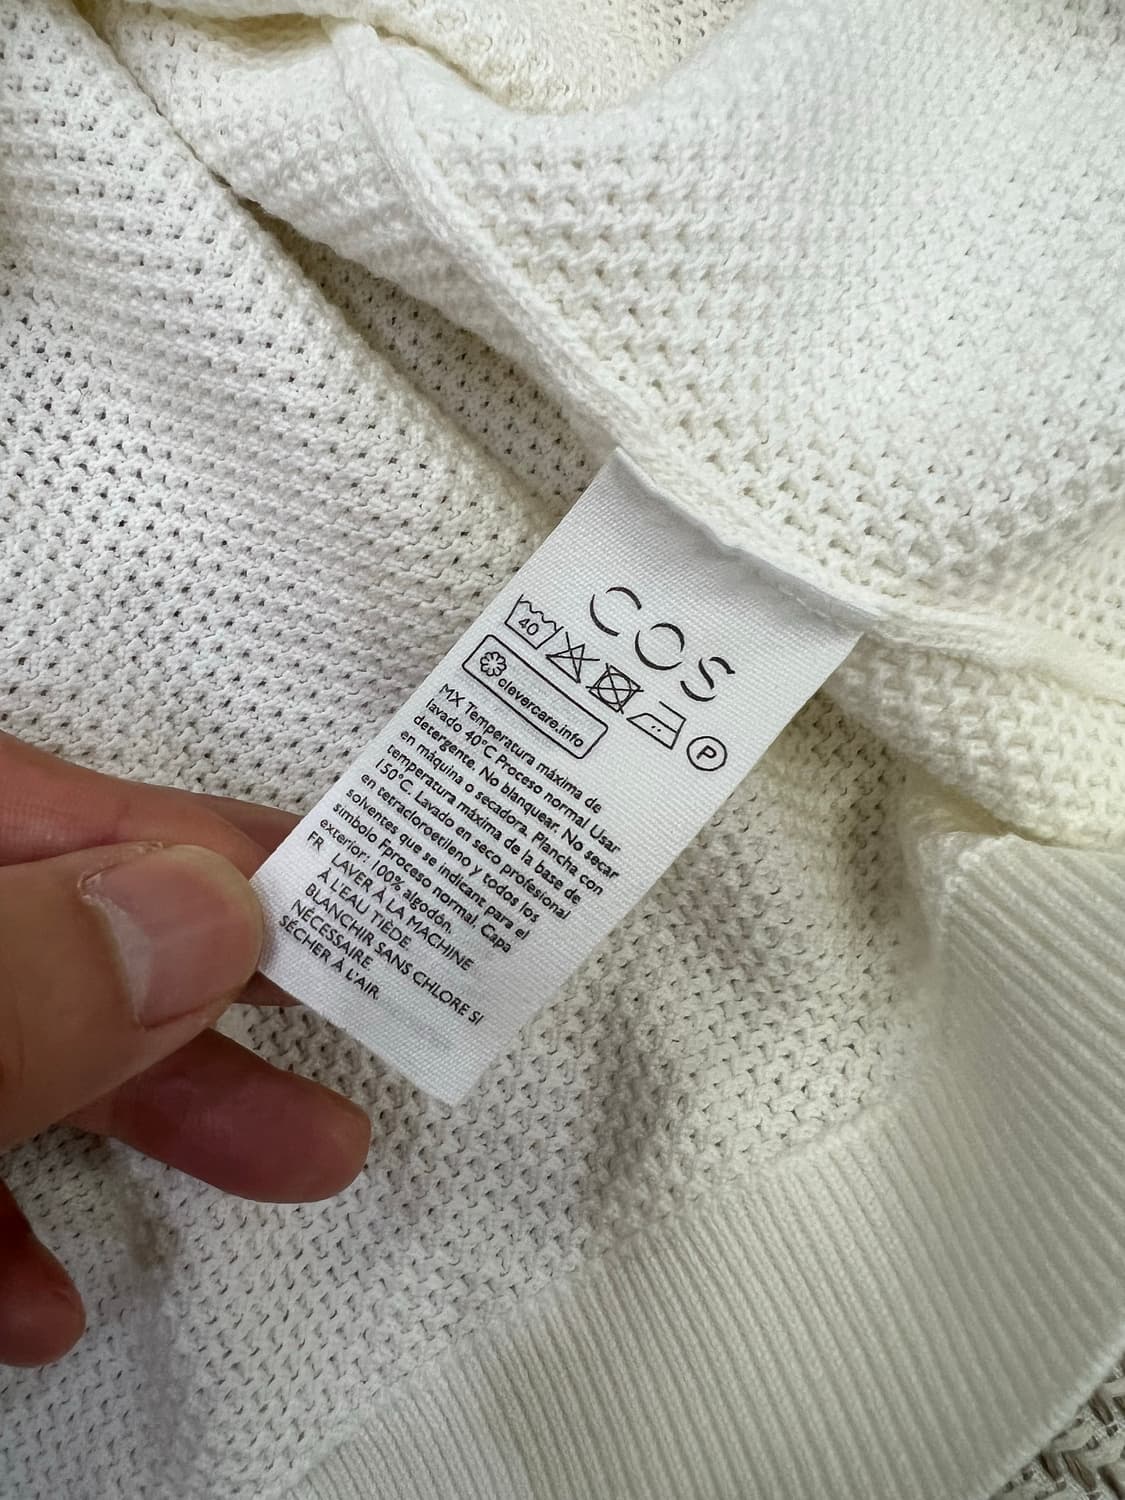 COS
40
P
clevercare.info
MX Temperatura máxima de
lavado 40°C Proceso normal Usar
detergente. No blanquear. No secar
en máquina o secadora. Plancha con
temperatura máxima de la base de
150°C. Lavado en seco profesional
en tetracloroetileno y todos los
solventes que se indicant para el
símbolo Fproceso normal. Capa
exterior: 100% algodón.
FR LAVER À LA MACHINE
À L'EAU TIÈDE.
BLANCHIR SANS CHLORE SI
NÉCESSAIRE.
SÉCHER À L'AIR.